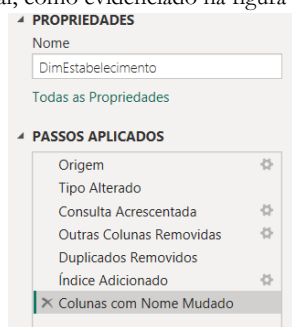 al, como evidenciado na figura
PROPRIEDADES
Nome
DimEstabelecimento
Todas as Propriedades
PASSOS APLICADOS
Origem
Tipo Alterado
Consulta Acrescentada
Outras Colunas Removidas
Duplicados Removidos
Índice Adicionado
Colunas com Nome Mudado